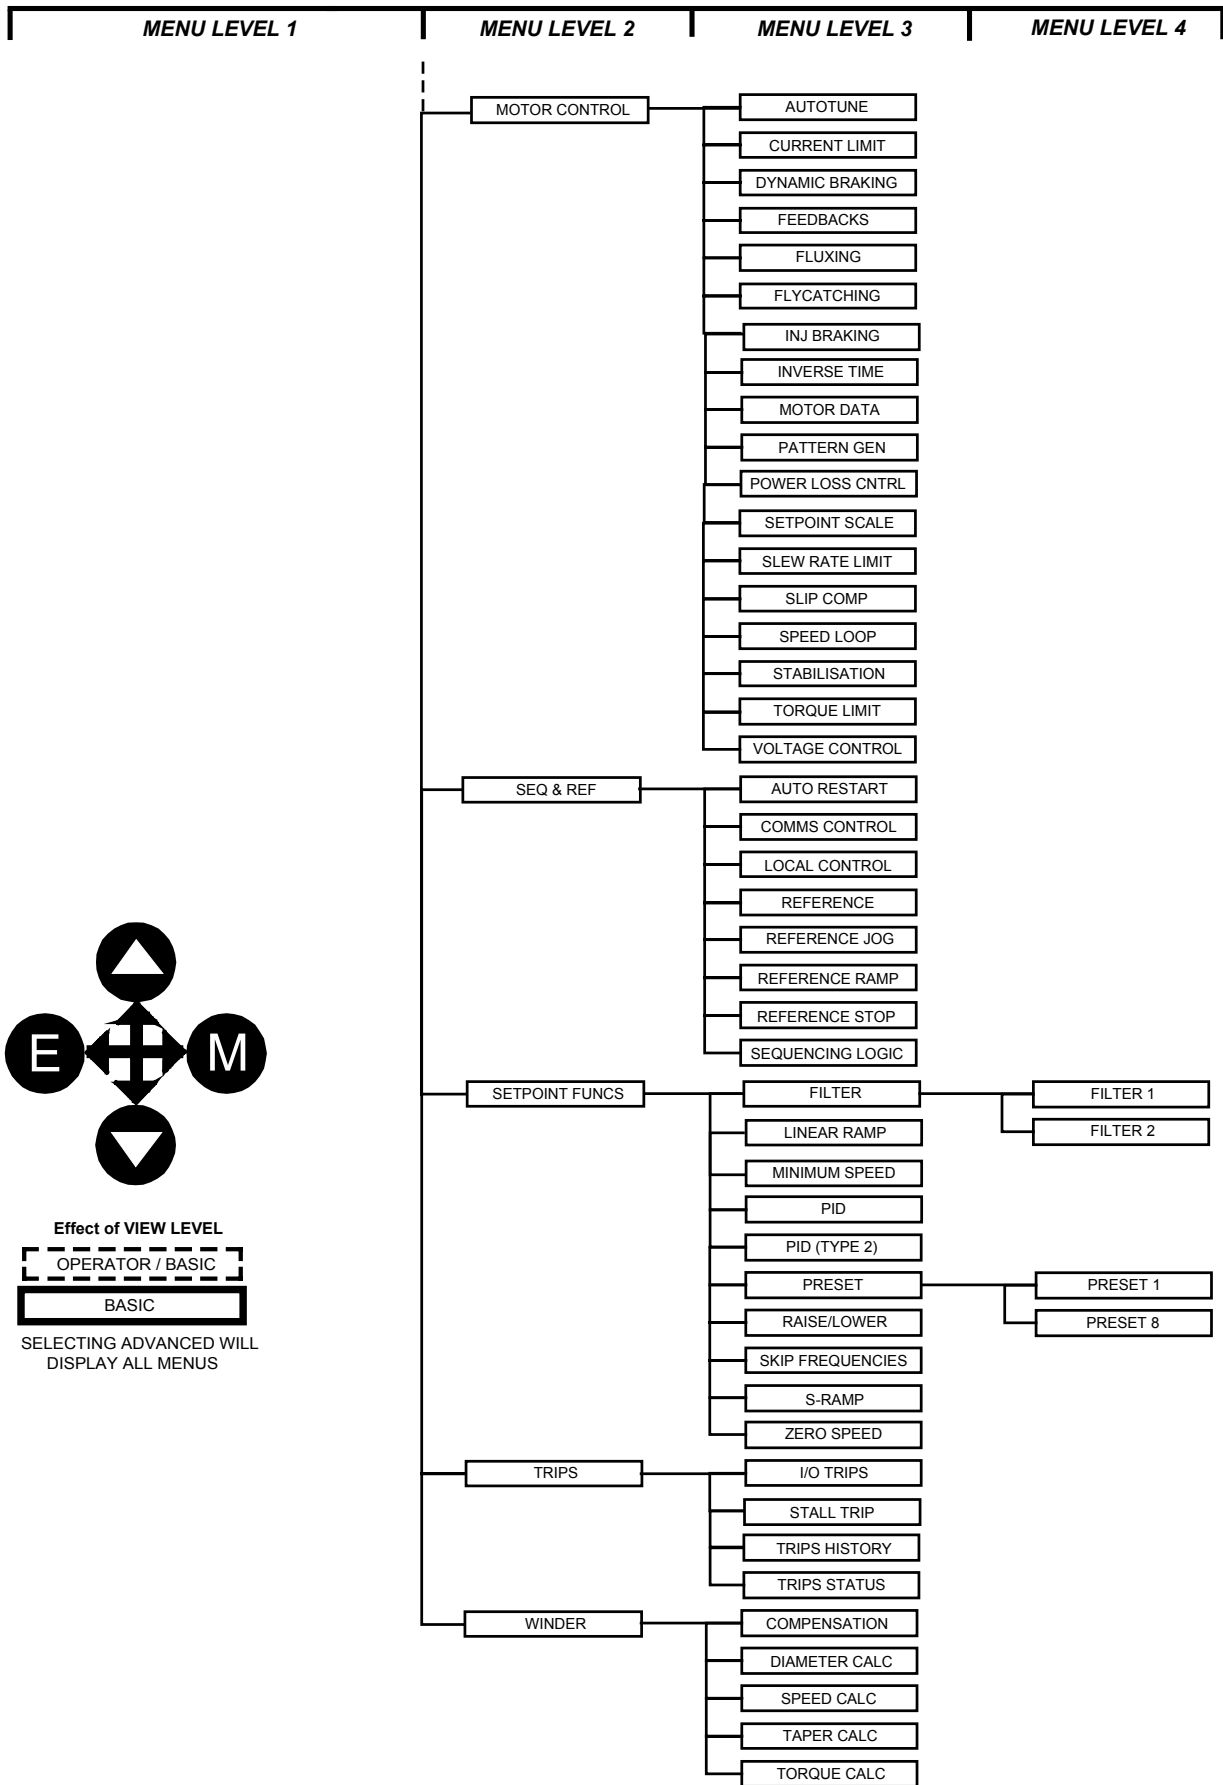 MENU LEVEL 1
MENU LEVEL 2
MENU LEVEL 3
MENU LEVEL 4
MOTOR CONTROL
AUTOTUNE
CURRENT LIMIT
DYNAMIC BRAKING
FEEDBACKS
FLUXING
FLYCATCHING
INJ BRAKING
INVERSE TIME
MOTOR DATA
PATTERN GEN
POWER LOSS CNTRL
SETPOINT SCALE
SLEW RATE LIMIT
SLIP COMP
SPEED LOOP
STABILISATION
TORQUE LIMIT
VOLTAGE CONTROL
SEQ & REF
AUTO RESTART
COMMS CONTROL
LOCAL CONTROL
REFERENCE
REFERENCE JOG
REFERENCE RAMP
REFERENCE STOP
SEQUENCING LOGIC
SETPOINT FUNCS
FILTER
FILTER 1
FILTER 2
LINEAR RAMP
MINIMUM SPEED
PID
PID (TYPE 2)
PRESET
PRESET 1
PRESET 8
RAISE/LOWER
SKIP FREQUENCIES
S-RAMP
ZERO SPEED
TRIPS
I/O TRIPS
STALL TRIP
TRIPS HISTORY
TRIPS STATUS
WINDER
COMPENSATION
DIAMETER CALC
SPEED CALC
TAPER CALC
TORQUE CALC
E
M
Effect of VIEW LEVEL
OPERATOR / BASIC
BASIC
SELECTING ADVANCED WILL
DISPLAY ALL MENUS